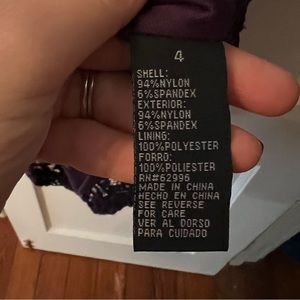 4
SHELL:
94%NYLON
6%SPANDEX
EXTERIOR:
94%NYLON
6%SPANDEX
LINING:
100%POLYESTER
FORRO:
100%POLIESTER
RN#62996
MADE IN CHINA
HECHO EN CHINA
SEE REVERSE
FOR CARE
VER AL DORSO
PARA CUIDADO